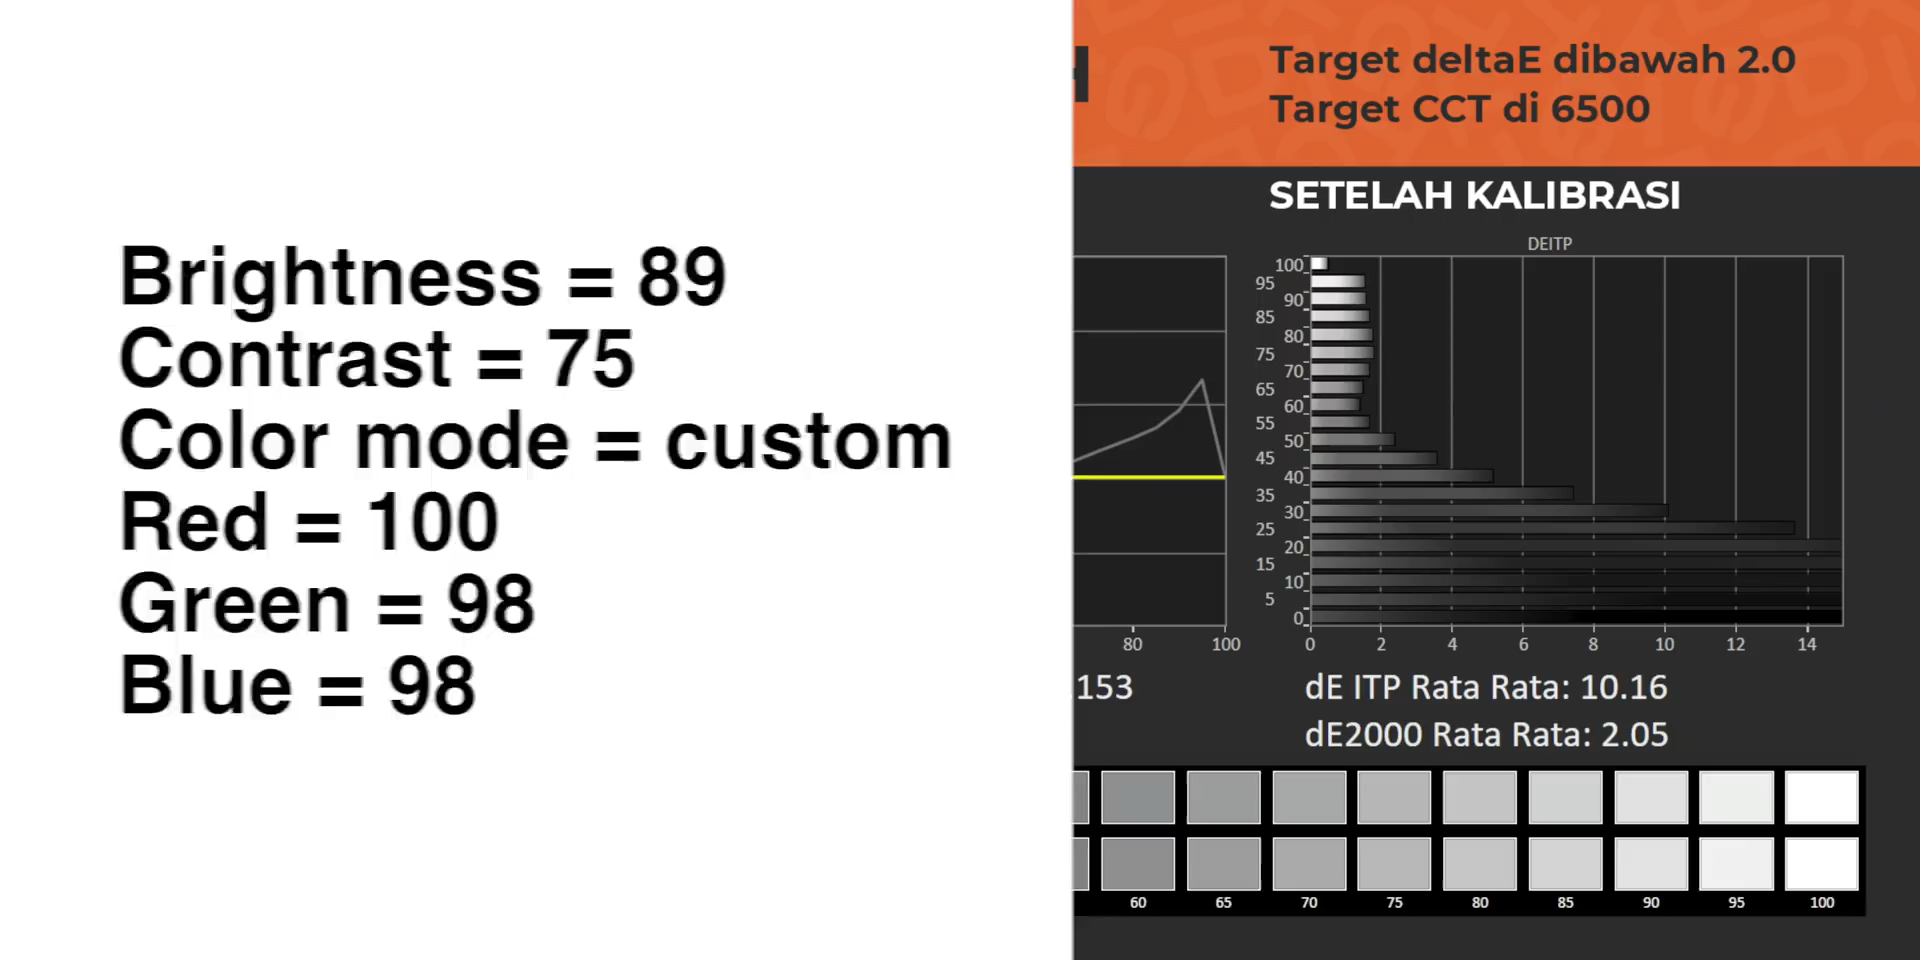 Brightness = 89
Contrast = 75
Color mode = custom
Red = 100
Green = 98
Blue = 98
Target deltaE dibawah 2.0
Target CCT di 6500
SETELAH KALIBRASI
DEITP
100
95
90
85
80
75
70
65
60
55
50
45
40
35
30
25
20
15
10
5
0
80 100
0 2 4 6 8 10 12 14
153
dE ITP Rata Rata: 10.16
dE2000 Rata Rata: 2.05
60 65 70 75 80 85 90 95 100